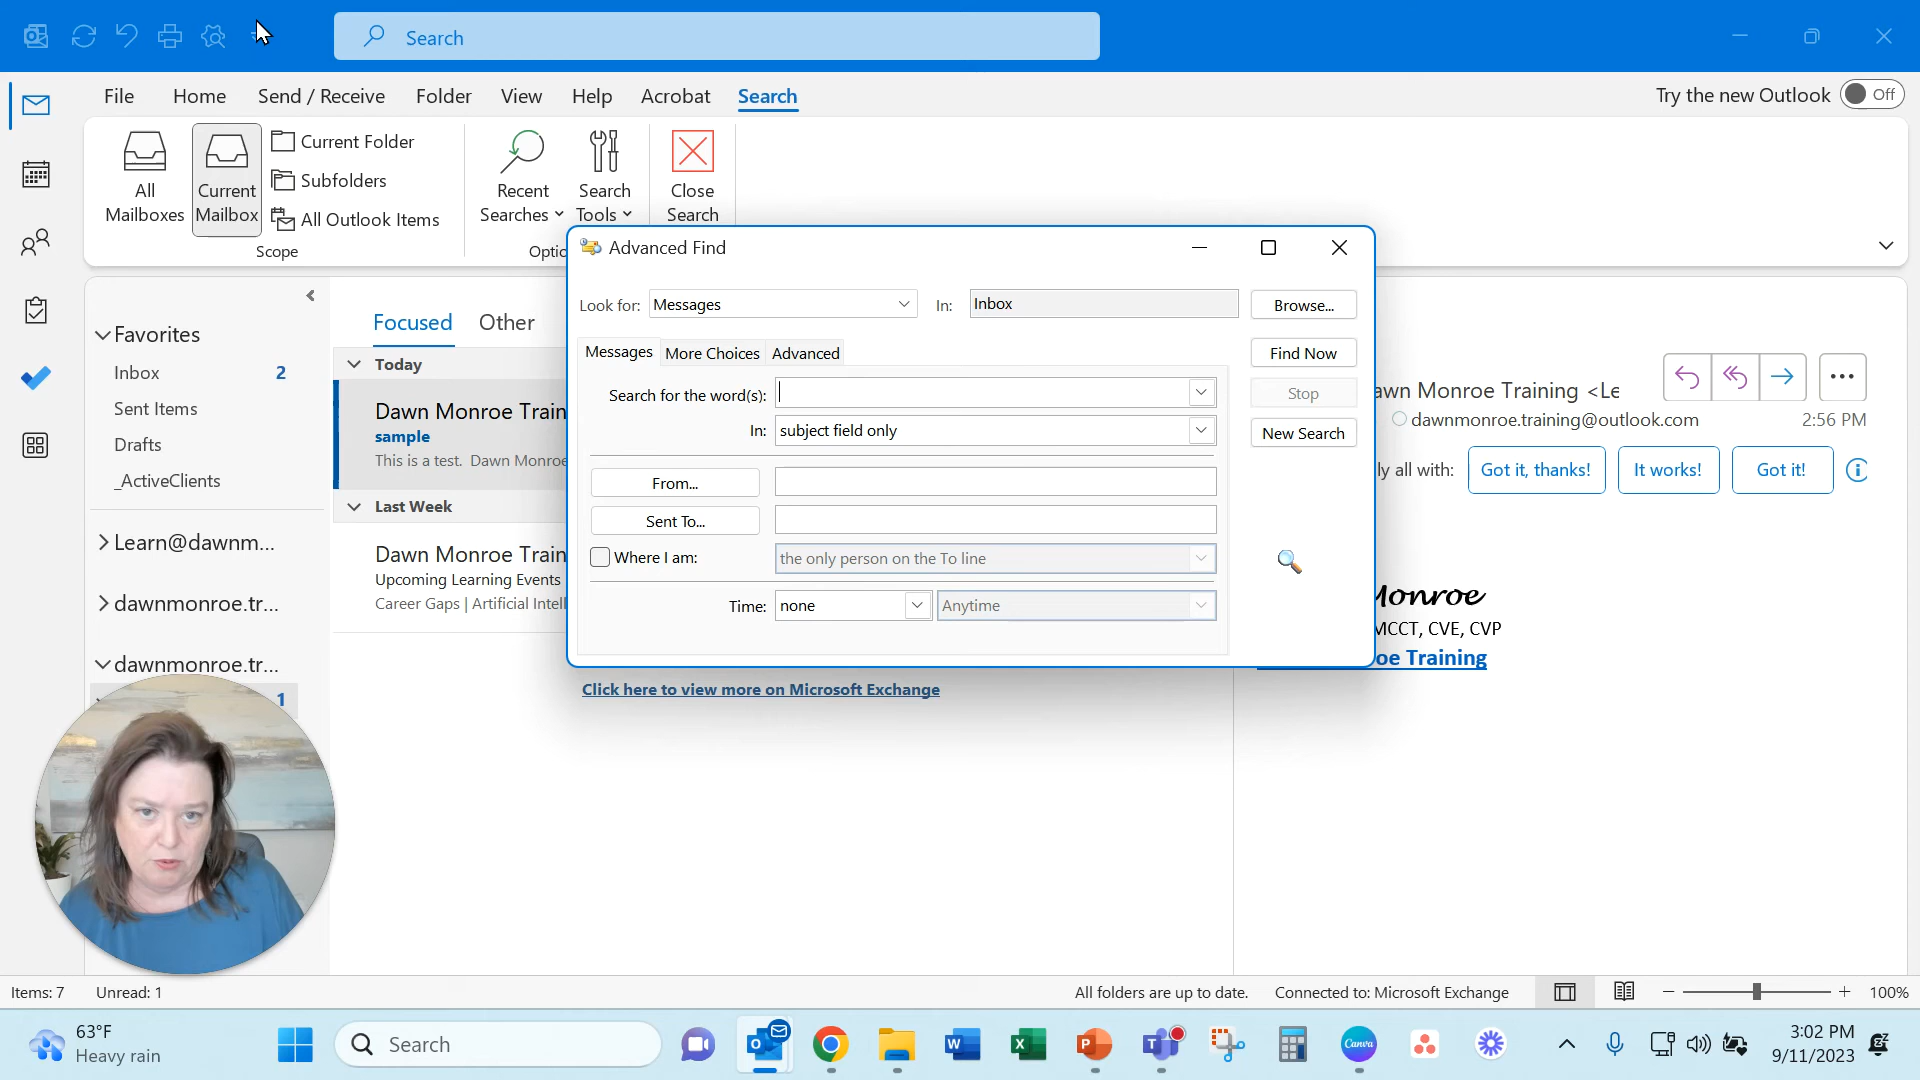 Search
File Home Send / Receive Folder View Help Acrobat Search
Try the new Outlook Off
All Mailboxes
Current Mailbox
Current Folder
Subfolders
All Outlook Items
Scope
Recent Searches
Search Tools
Close Search
Optio
Advanced Find
Look for: Messages In: Inbox Browse...
Messages More Choices Advanced
Find Now
Search for the word(s):
Stop
In: subject field only
New Search
From...
Sent To...
Where I am: the only person on the To line
Time: none Anytime
Favorites
Inbox 2
Sent Items
Drafts
_ActiveClients
Learn@dawnm...
dawnmonroe.tr...
dawnmonroe.tr...
1
Focused Other
Today
Dawn Monroe Train
sample
This is a test. Dawn Monroe
Last Week
Dawn Monroe Train
Upcoming Learning Events
Career Gaps | Artificial Intell
Click here to view more on Microsoft Exchange
awn Monroe Training <Le
dawnmonroe.training@outlook.com 2:56 PM
ly all with: Got it, thanks! It works! Got it!
Monroe
MCCT, CVE, CVP
oe Training
Items: 7 Unread: 1
All folders are up to date. Connected to: Microsoft Exchange 100%
63°F
Heavy rain
Search
Canva
3:02 PM
9/11/2023